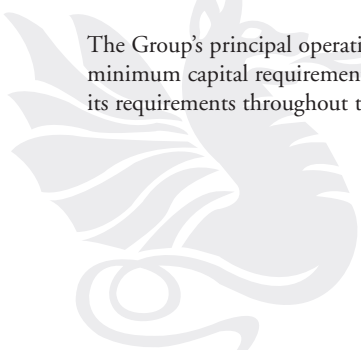 The Group's principal operati
minimum capital requiremen
its requirements throughout t